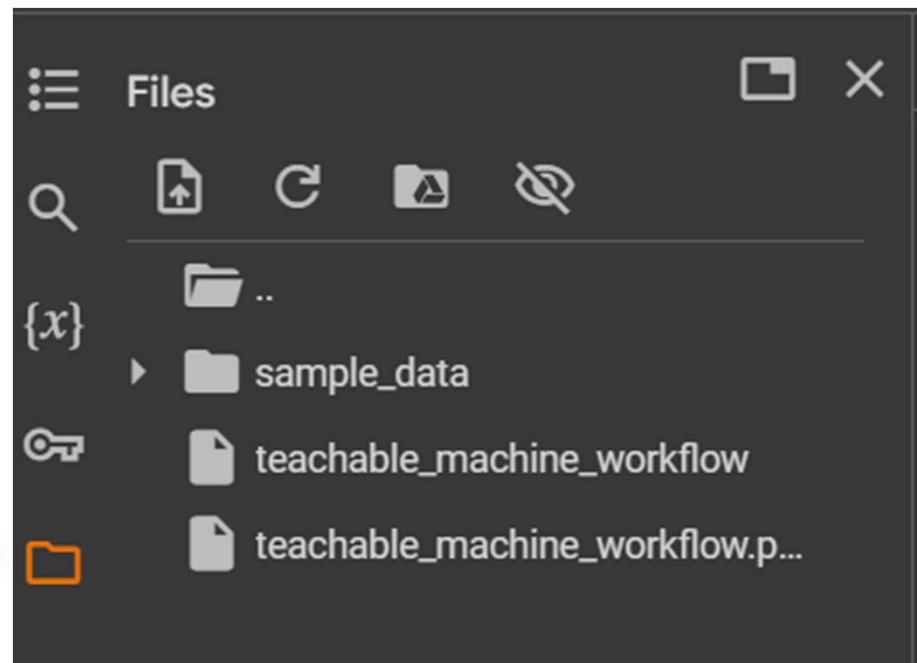 Files
{x}
..
sample_data
teachable_machine_workflow
teachable_machine_workflow.p...